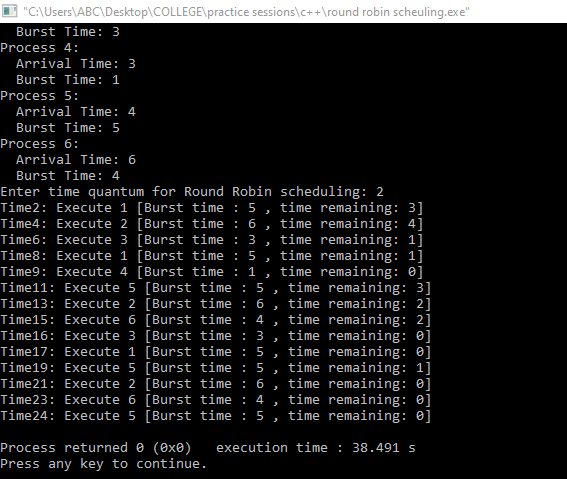 "C:\Users\ABC\Desktop\COLLEGE\practice sessions\c++\round robin scheuling.exe"
  Burst Time: 3
Process 4:
  Arrival Time: 3
  Burst Time: 1
Process 5:
  Arrival Time: 4
  Burst Time: 5
Process 6:
  Arrival Time: 6
  Burst Time: 4
Enter time quantum for Round Robin scheduling: 2
Time2: Execute 1 [Burst time : 5 , time remaining: 3]
Time4: Execute 2 [Burst time : 6 , time remaining: 4]
Time6: Execute 3 [Burst time : 3 , time remaining: 1]
Time8: Execute 1 [Burst time : 5 , time remaining: 1]
Time9: Execute 4 [Burst time : 1 , time remaining: 0]
Time11: Execute 5 [Burst time : 5 , time remaining: 3]
Time13: Execute 2 [Burst time : 6 , time remaining: 2]
Time15: Execute 6 [Burst time : 4 , time remaining: 2]
Time16: Execute 3 [Burst time : 3 , time remaining: 0]
Time17: Execute 1 [Burst time : 5 , time remaining: 0]
Time19: Execute 5 [Burst time : 5 , time remaining: 1]
Time21: Execute 2 [Burst time : 6 , time remaining: 0]
Time23: Execute 6 [Burst time : 4 , time remaining: 0]
Time24: Execute 5 [Burst time : 5 , time remaining: 0]

Process returned 0 (0x0)   execution time : 38.491 s
Press any key to continue.